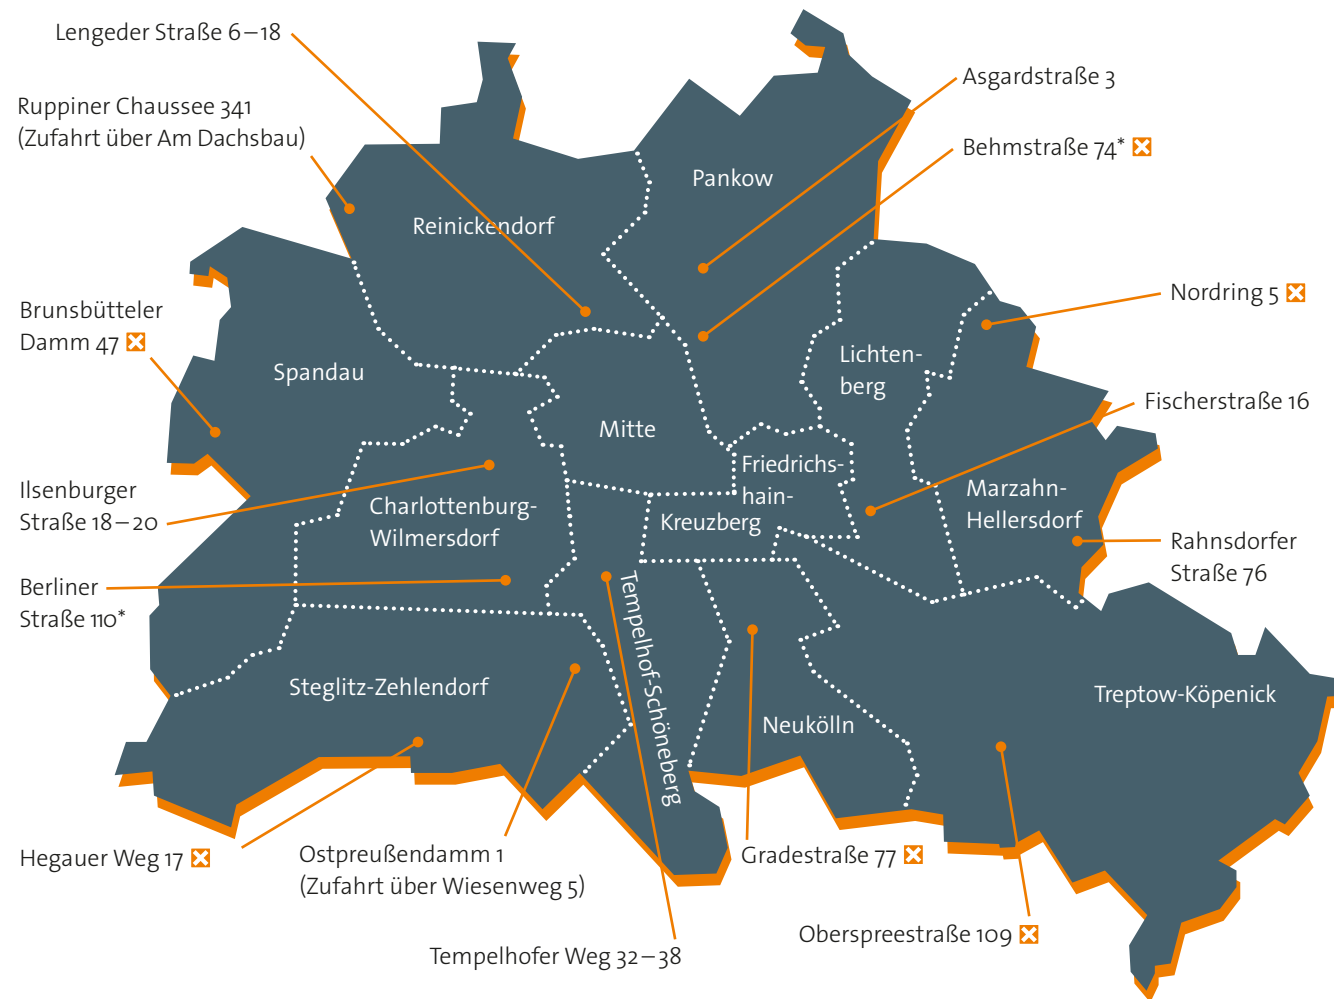 Lengeder Straße 6–18
Ruppiner Chaussee 341
(Zufahrt über Am Dachsbau)
Asgardstraße 3
Behmstraße 74*
Pankow
Reinickendorf
Nordring 5
Brunsbütteler
Damm 47
Spandau
Lichten-
berg
Fischerstraße 16
Mitte
Friedrichs-
hain-
Kreuzberg
Ilsenburger
Straße 18–20
Charlottenburg-
Wilmersdorf
Marzahn-
Hellersdorf
Rahnsdorfer
Straße 76
Berliner
Straße 110*
Tempelhof-Schöneberg
Steglitz-Zehlendorf
Neukölln
Treptow-Köpenick
Hegauer Weg 17
Ostpreußendamm 1
(Zufahrt über Wiesenweg 5)
Gradestraße 77
Oberspreestraße 109
Tempelhofer Weg 32–38